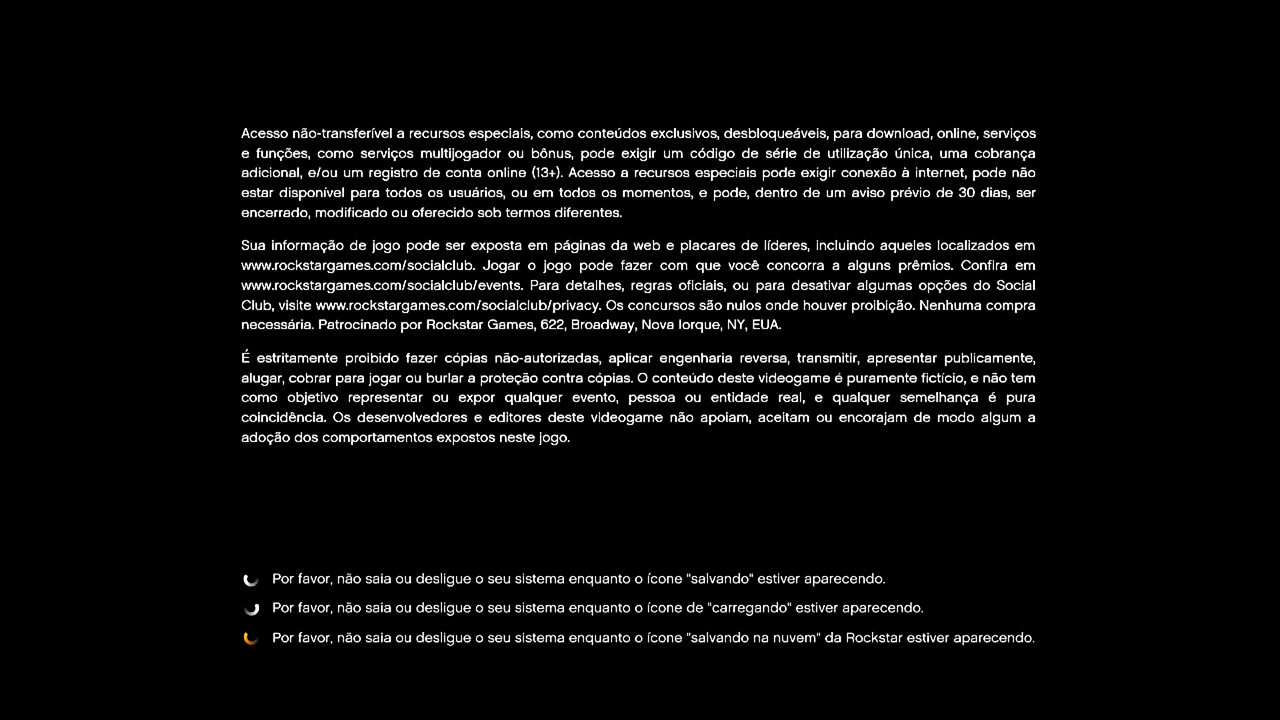 Acesso não-transferível a recursos especiais, como conteúdos exclusivos, desbloqueáveis, para download, online, serviços
e funções, como serviços multijogador ou bônus, pode exigir um código de série de utilização única, uma cobrança
adicional, e/ou um registro de conta online (13+). Acesso a recursos especiais pode exigir conexão à internet, pode não
estar disponível para todos os usuários, ou em todos os momentos, e pode, dentro de um aviso prévio de 30 dias, ser
encerrado, modificado ou oferecido sob termos diferentes.
Sua informação de jogo pode ser exposta em páginas da web e placares de líderes, incluindo aqueles localizados em
www.rockstargames.com/socialclub. Jogar o jogo pode fazer com que você concorra a alguns prêmios. Confira em
www.rockstargames.com/socialclub/events. Para detalhes, regras oficiais, ou para desativar algumas opções do Social
Club, visite www.rockstargames.com/socialclub/privacy. Os concursos são nulos onde houver proibição. Nenhuma compra
necessária. Patrocinado por Rockstar Games, 622, Broadway, Nova Iorque, NY, EUA.
É estritamente proibido fazer cópias não-autorizadas, aplicar engenharia reversa, transmitir, apresentar publicamente,
alugar, cobrar para jogar ou burlar a proteção contra cópias. O conteúdo deste videogame é puramente fictício, e não tem
como objetivo representar ou expor qualquer evento, pessoa ou entidade real, e qualquer semelhança é pura
coincidência. Os desenvolvedores e editores deste videogame não apoiam, aceitam ou encorajam de modo algum a
adoção dos comportamentos expostos neste jogo.
Por favor, não saia ou desligue o seu sistema enquanto o ícone "salvando" estiver aparecendo.
Por favor, não saia ou desligue o seu sistema enquanto o ícone de "carregando" estiver aparecendo.
Por favor, não saia ou desligue o seu sistema enquanto o ícone "salvando na nuvem" da Rockstar estiver aparecendo.